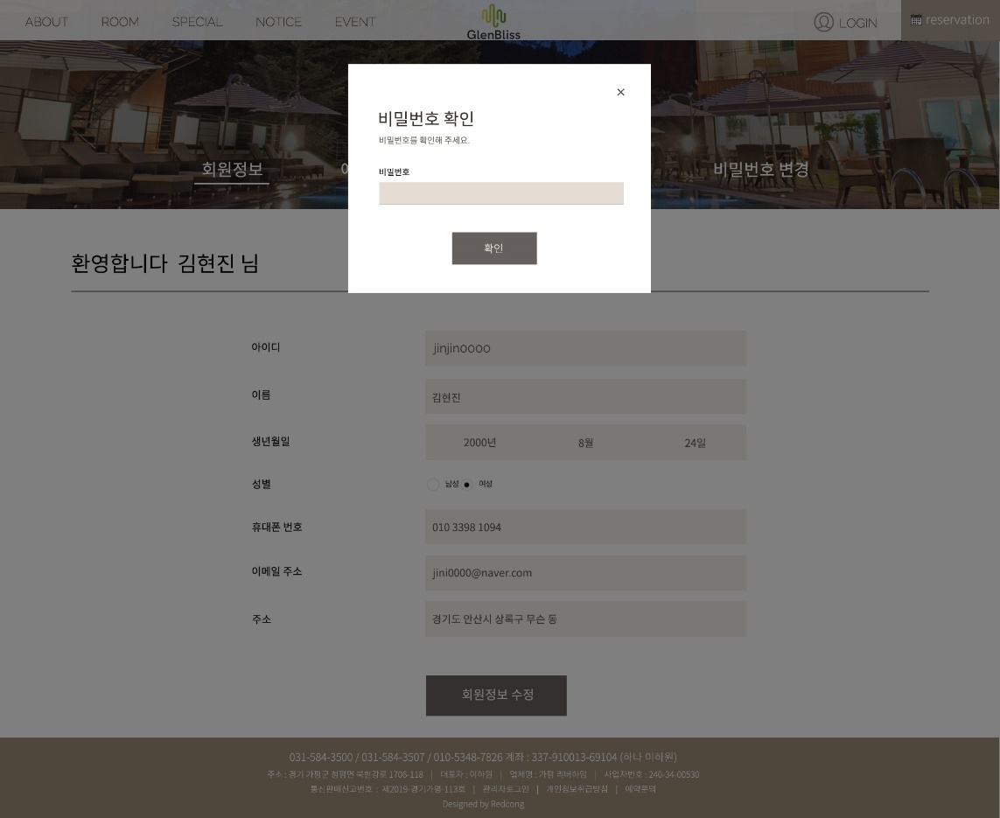 ABOUT ROOM SPECIAL NOTICE EVENT GlenBliss LOGIN reservation
비밀번호 확인
비밀번호를 확인해 주세요.
비밀번호
확인
회원정보 비밀번호 변경
환영합니다 김현진 님
아이디 jinjin0000
이름 김현진
생년월일 2000년 8월 24일
성별 남성 여성
휴대폰 번호 010 3398 1094
이메일 주소 jini0000@naver.com
주소 경기도 안산시 상록구 무슨 동
회원정보 수정
031-584-3500 / 031-584-3507 / 010-5348-7826 계좌 : 337-910013-69104 (하나 이하원)
주소 : 경기 가평군 청평면 북한강로 1706-118 | 대표자 : 이하원 | 업체명 : 가평 리버하임 | 사업자번호 : 240-34-00530
통신판매신고번호 : 제2019-경기가평-113호 | 관리자로그인 | 개인정보취급방침 | 예약문의
Designed by Redcong